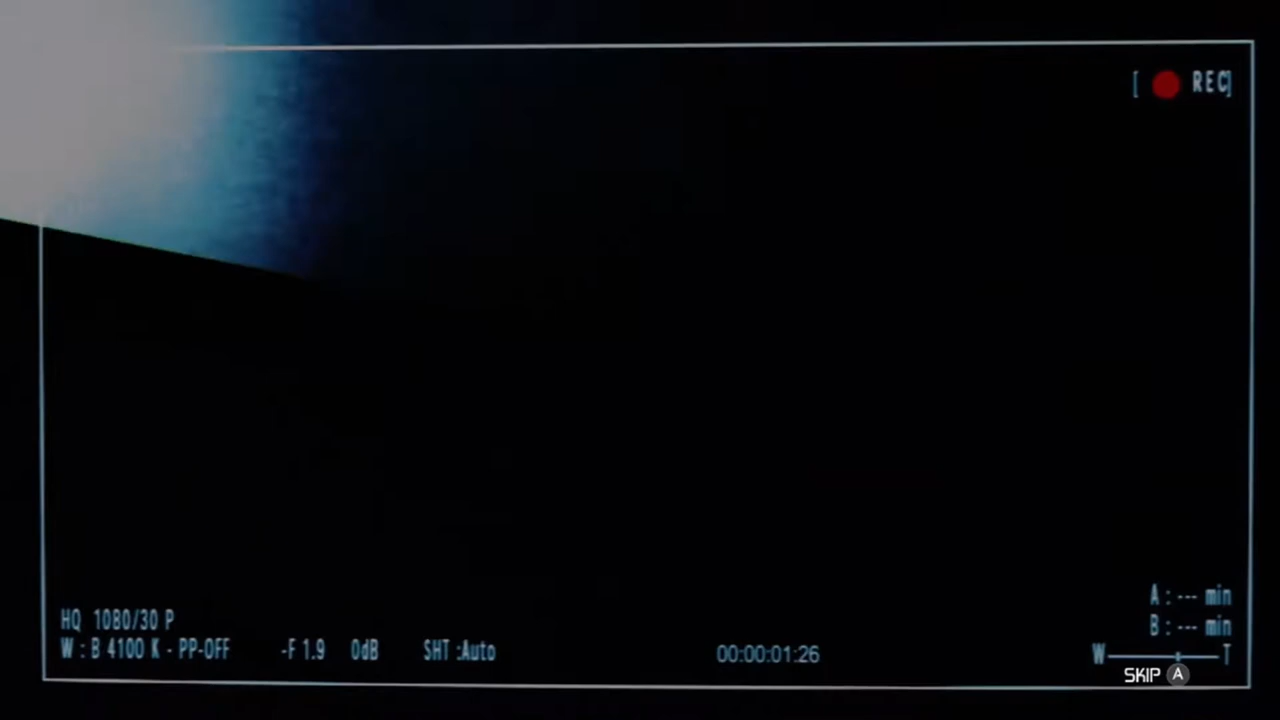 [ REC]
HQ 1080/30 P
W : B 4100 K - PP-OFF -F 1.9 0dB SHT :Auto
00:00:01:26
A : --- min
B : --- min
W T
SKIP A